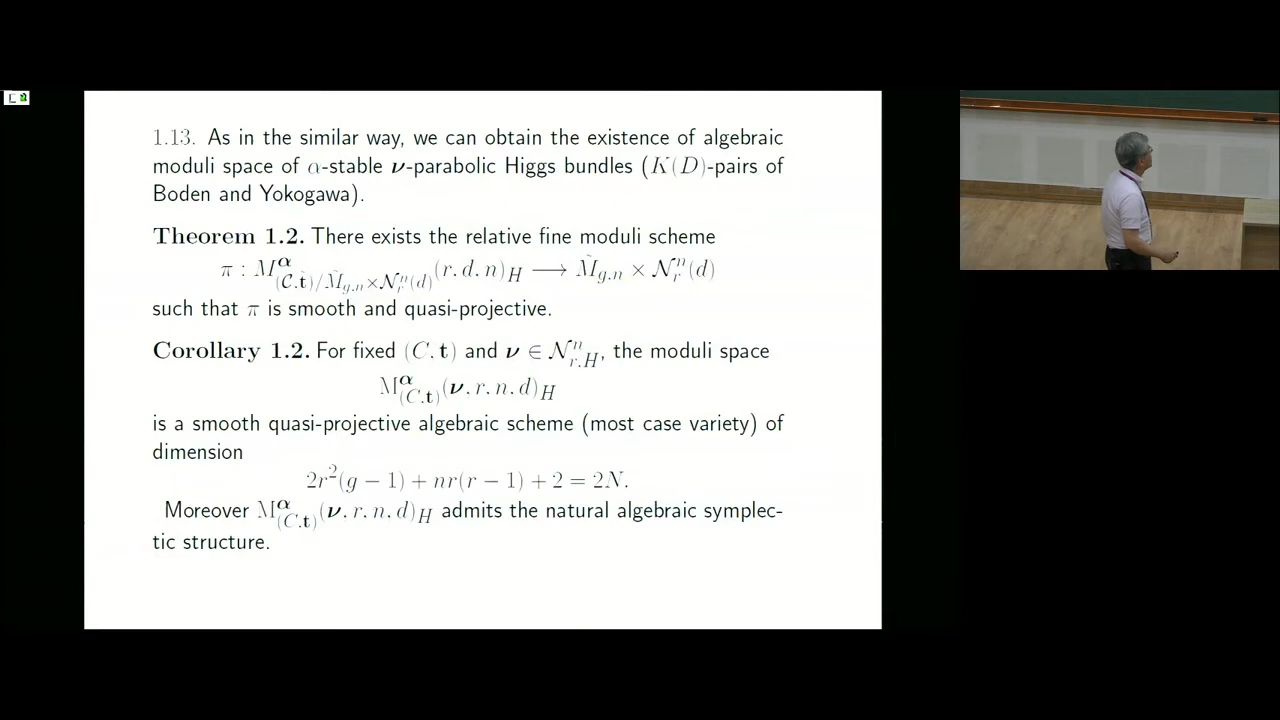 1.13. As in the similar way, we can obtain the existence of algebraic
moduli space of α-stable ν-parabolic Higgs bundles (K(D)-pairs of
Boden and Yokogawa).
Theorem 1.2. There exists the relative fine moduli scheme
π : M^α_{(C.t̃)/M̃_{g.n}×N^n_r(d)}(r.d.n)_H ⟶ M̃_{g.n} × N^n_r(d)
such that π is smooth and quasi-projective.
Corollary 1.2. For fixed (C.t) and ν ∈ N^n_{r.H}, the moduli space
M^α_{(C.t)}(ν.r.n.d)_H
is a smooth quasi-projective algebraic scheme (most case variety) of
dimension
2r^2(g − 1) + nr(r − 1) + 2 = 2N.
Moreover M^α_{(C.t)}(ν.r.n.d)_H admits the natural algebraic symplec-
tic structure.